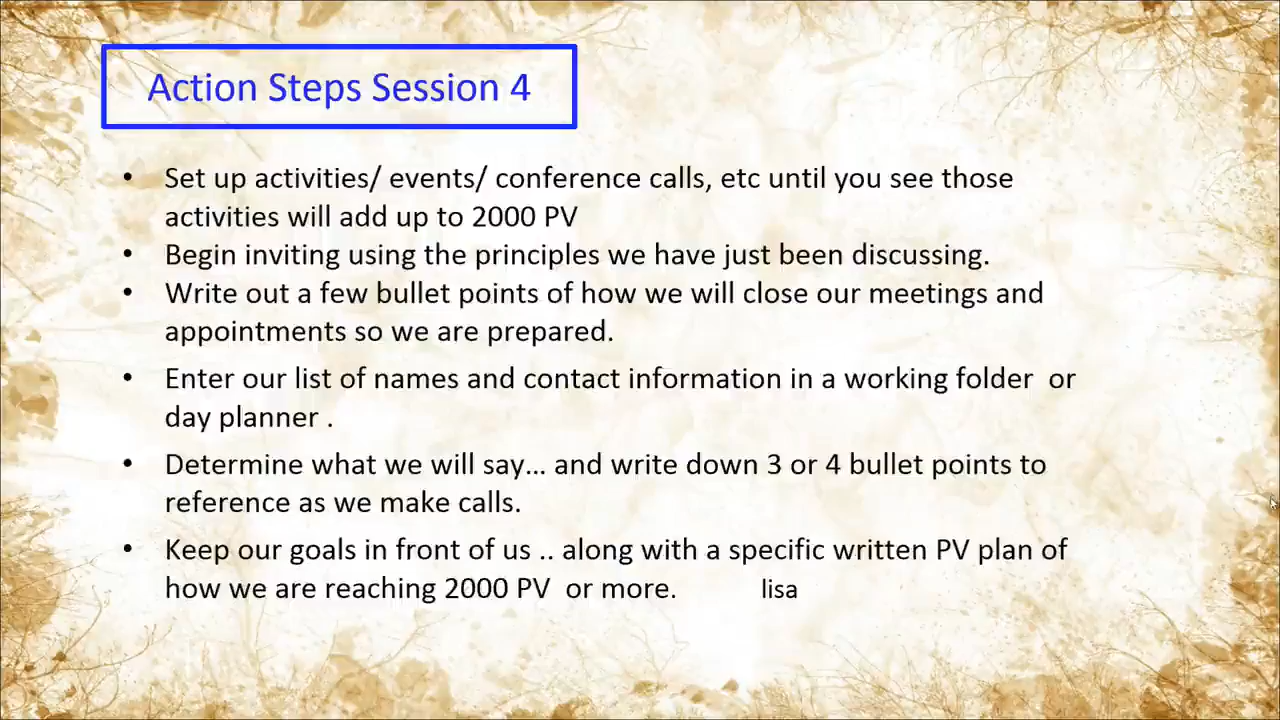 Action Steps Session 4
• Set up activities/ events/ conference calls, etc until you see those
activities will add up to 2000 PV
• Begin inviting using the principles we have just been discussing.
• Write out a few bullet points of how we will close our meetings and
appointments so we are prepared.
• Enter our list of names and contact information in a working folder  or
day planner .
• Determine what we will say... and write down 3 or 4 bullet points to
reference as we make calls.
• Keep our goals in front of us .. along with a specific written PV plan of
how we are reaching 2000 PV  or more. lisa